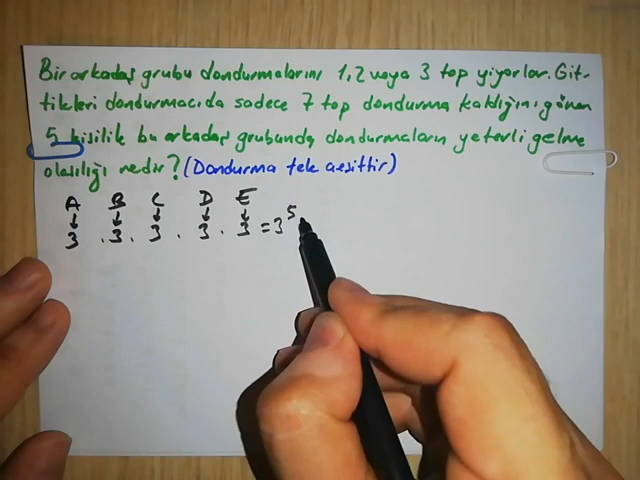 Bir arkadaş grubu dondurmalarını 1,2 veya 3 top yiyorlar. Git-
tikleri dondurmacıda sadece 7 top dondurma kaldığını gören
5 kişilik bu arkadaş grubunda dondurmaların yeterli gelme
olasılığı nedir? (Dondurma tek çeşittir)
A B C D E
↓ ↓ ↓ ↓ ↓
3 . 3 . 3 . 3 . 3 = 3⁵